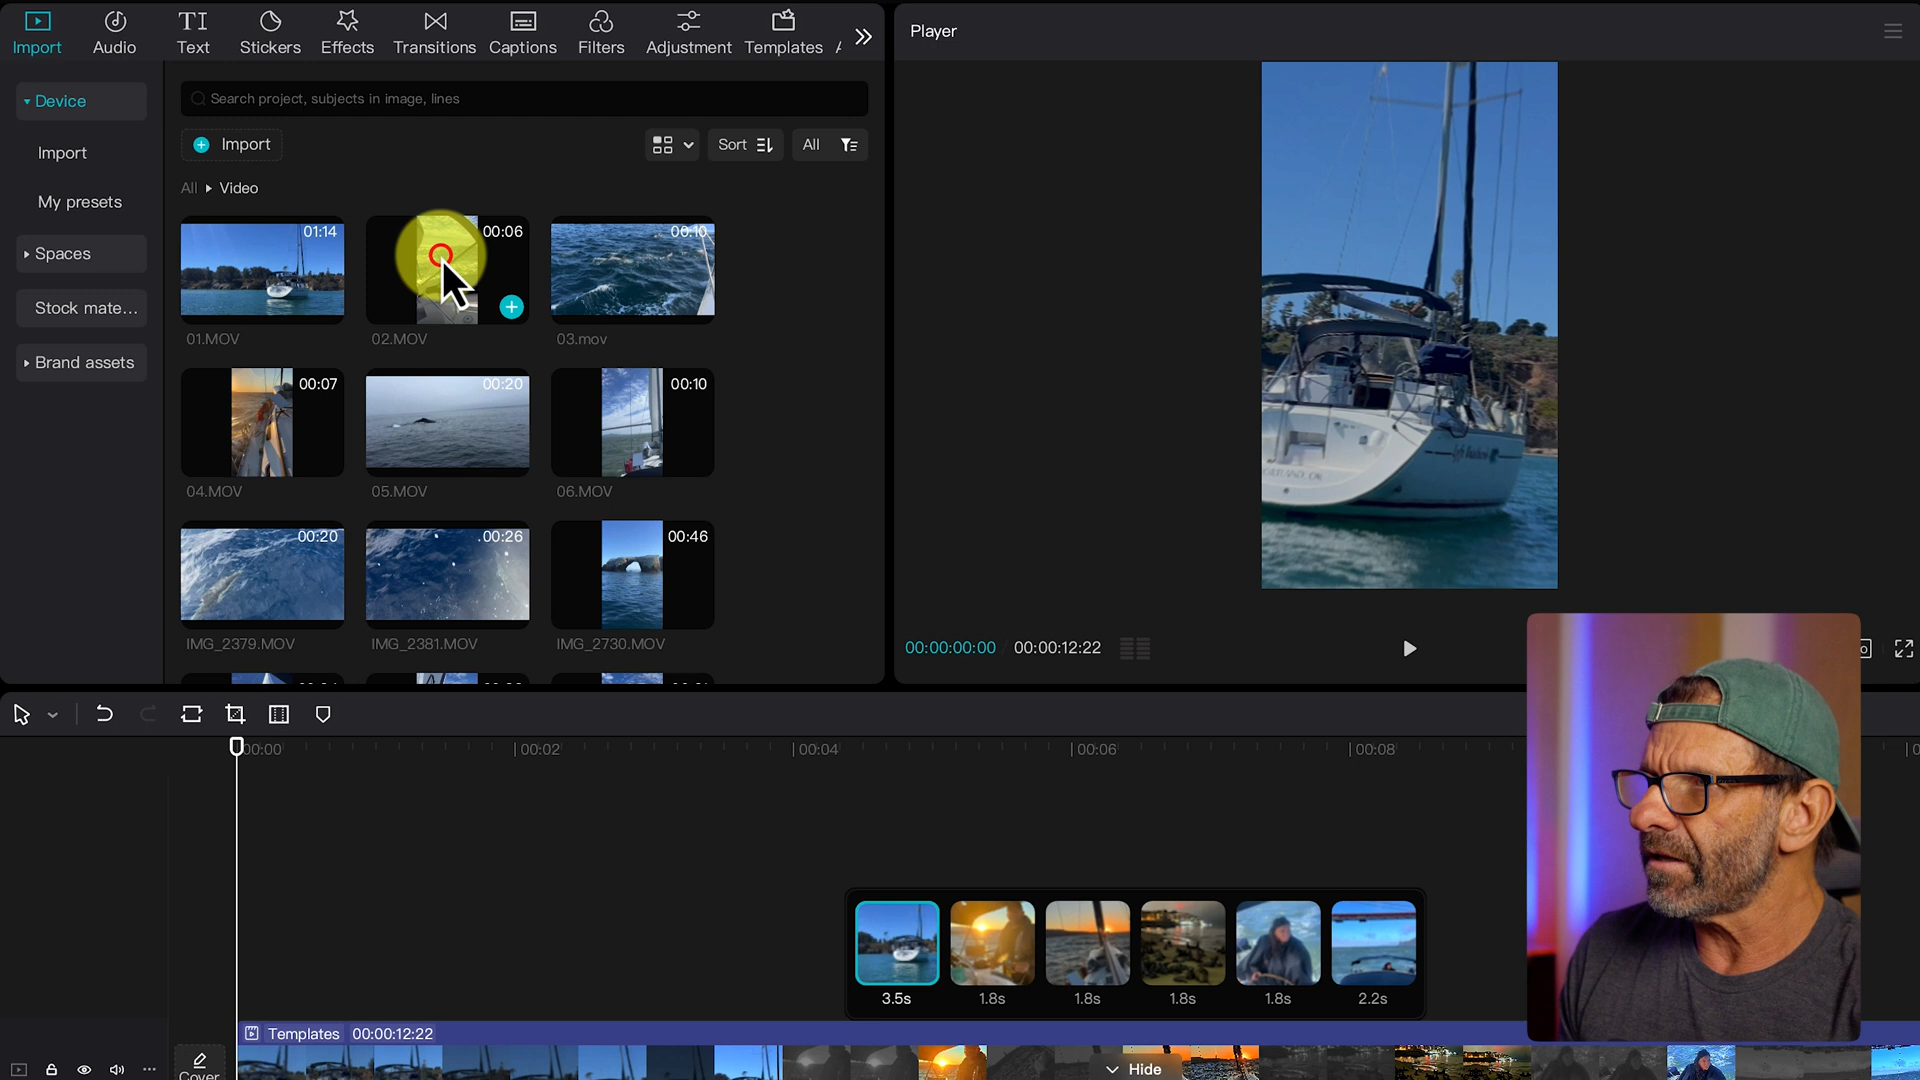 Import
Audio
Text
Stickers
Effects
Transitions
Captions
Filters
Adjustment
Templates
Player
Device
Import
My presets
Spaces
Stock mate...
Brand assets
Search project, subjects in image, lines
Import
Sort
All
All Video
01:14
00:06
00:10
01.MOV
02.MOV
03.mov
00:07
00:20
00:10
04.MOV
05.MOV
06.MOV
00:20
00:26
00:46
IMG_2379.MOV
IMG_2381.MOV
IMG_2730.MOV
00:00:00:00
00:00:12:22
00:00
00:02
00:04
00:06
00:08
3.5s
1.8s
1.8s
1.8s
1.8s
2.2s
Templates 00:00:12:22
Cover
Hide